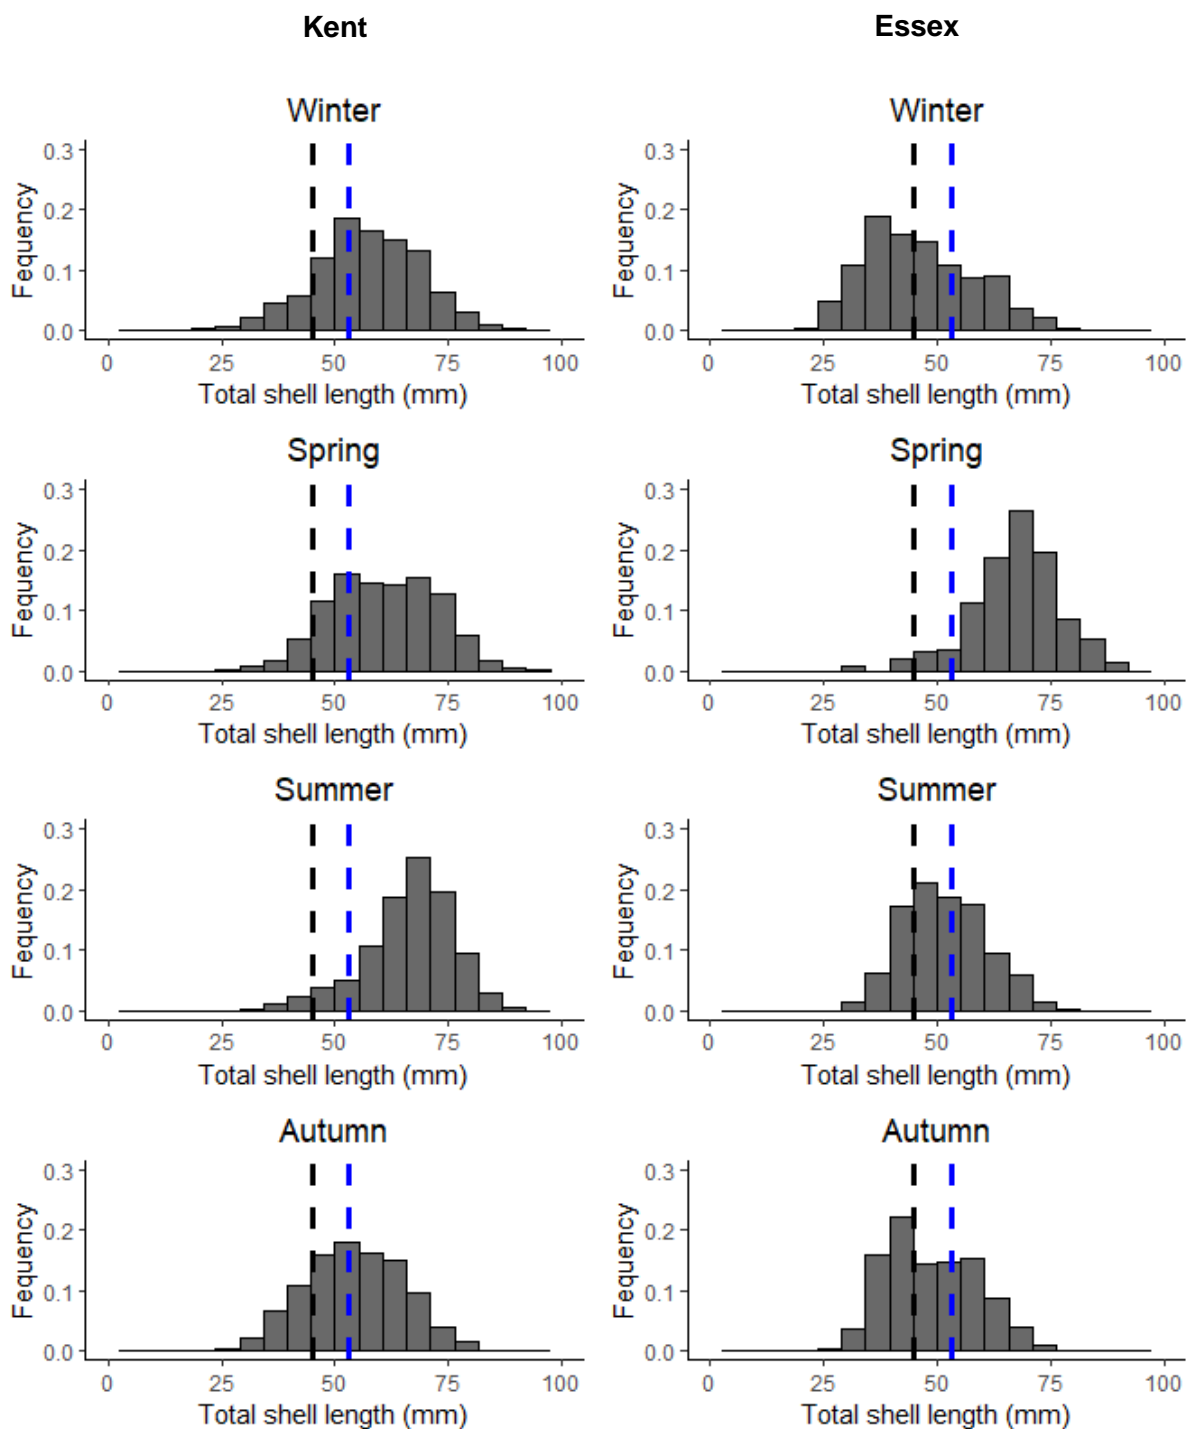 Kent Essex
Winter Winter
0.3 0.3
0.2 0.2
0.1 0.1
0.0 0.0
Fequency Fequency
0 25 50 75 100 0 25 50 75 100
Total shell length (mm) Total shell length (mm)
Spring Spring
0.3 0.3
0.2 0.2
0.1 0.1
0.0 0.0
Fequency Fequency
0 25 50 75 100 0 25 50 75 100
Total shell length (mm) Total shell length (mm)
Summer Summer
0.3 0.3
0.2 0.2
0.1 0.1
0.0 0.0
Fequency Fequency
0 25 50 75 100 0 25 50 75 100
Total shell length (mm) Total shell length (mm)
Autumn Autumn
0.3 0.3
0.2 0.2
0.1 0.1
0.0 0.0
Fequency Fequency
0 25 50 75 100 0 25 50 75 100
Total shell length (mm) Total shell length (mm)